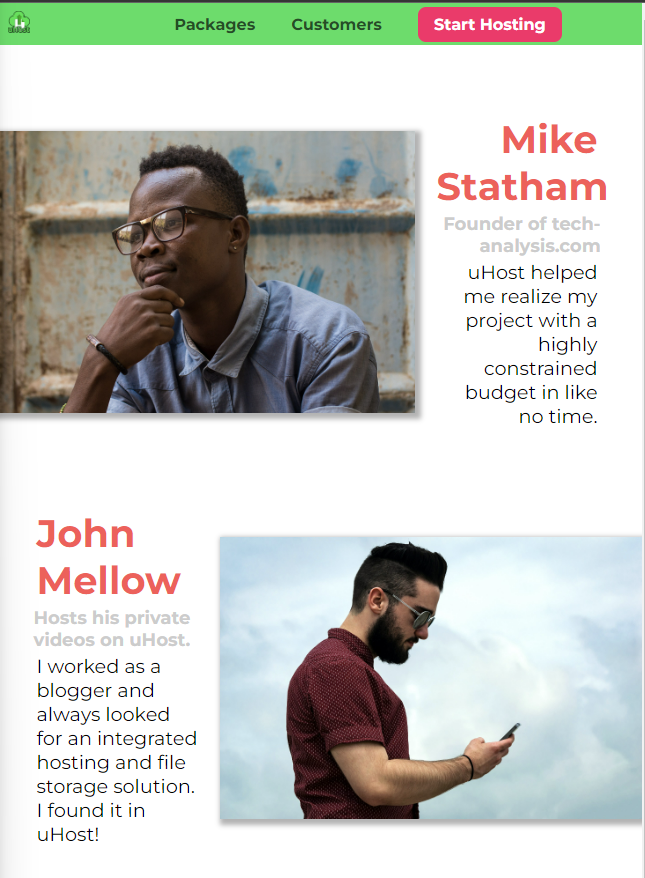 uHost
Packages Customers Start Hosting
Mike
Statham
Founder of tech-
analysis.com
uHost helped
me realize my
project with a
highly
constrained
budget in like
no time.
John
Mellow
Hosts his private
videos on uHost.
I worked as a
blogger and
always looked
for an integrated
hosting and file
storage solution.
I found it in
uHost!